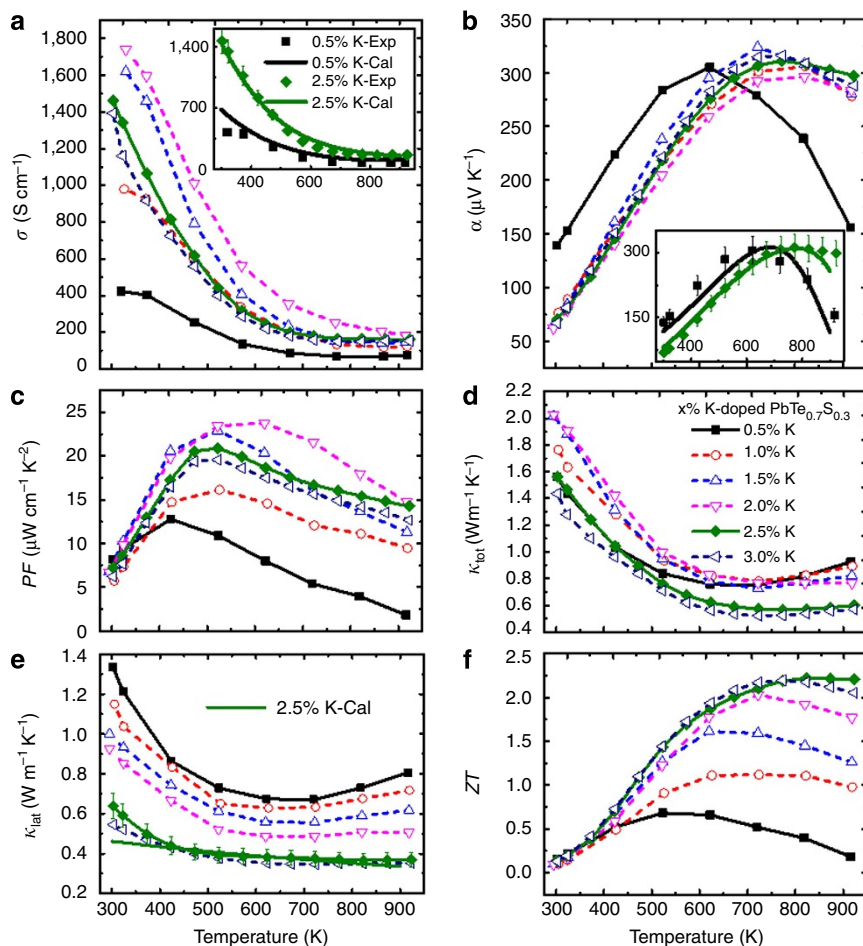 a
1,800
1,600
1,400
1,200
1,000
800
600
400
200
0
σ (S cm⁻¹)
1,400
700
0
400 600 800
0.5% K-Exp
0.5% K-Cal
2.5% K-Exp
2.5% K-Cal
b
350
300
250
200
150
100
50
0
α (μV K⁻¹)
300
150
400 600 800
c
25
20
15
10
5
0
PF (μW cm⁻¹ K⁻²)
d
2.2
2.0
1.8
1.6
1.4
1.2
1.0
0.8
0.6
0.4
κtot (Wm⁻¹ K⁻¹)
x% K-doped PbTe₀.₇S₀.₃
0.5% K
1.0% K
1.5% K
2.0% K
2.5% K
3.0% K
e
1.4
1.2
1.0
0.8
0.6
0.4
0.2
κlat (W m⁻¹ K⁻¹)
2.5% K-Cal
300 400 500 600 700 800 900
Temperature (K)
f
2.5
2.0
1.5
1.0
0.5
0.0
ZT
300 400 500 600 700 800 900
Temperature (K)